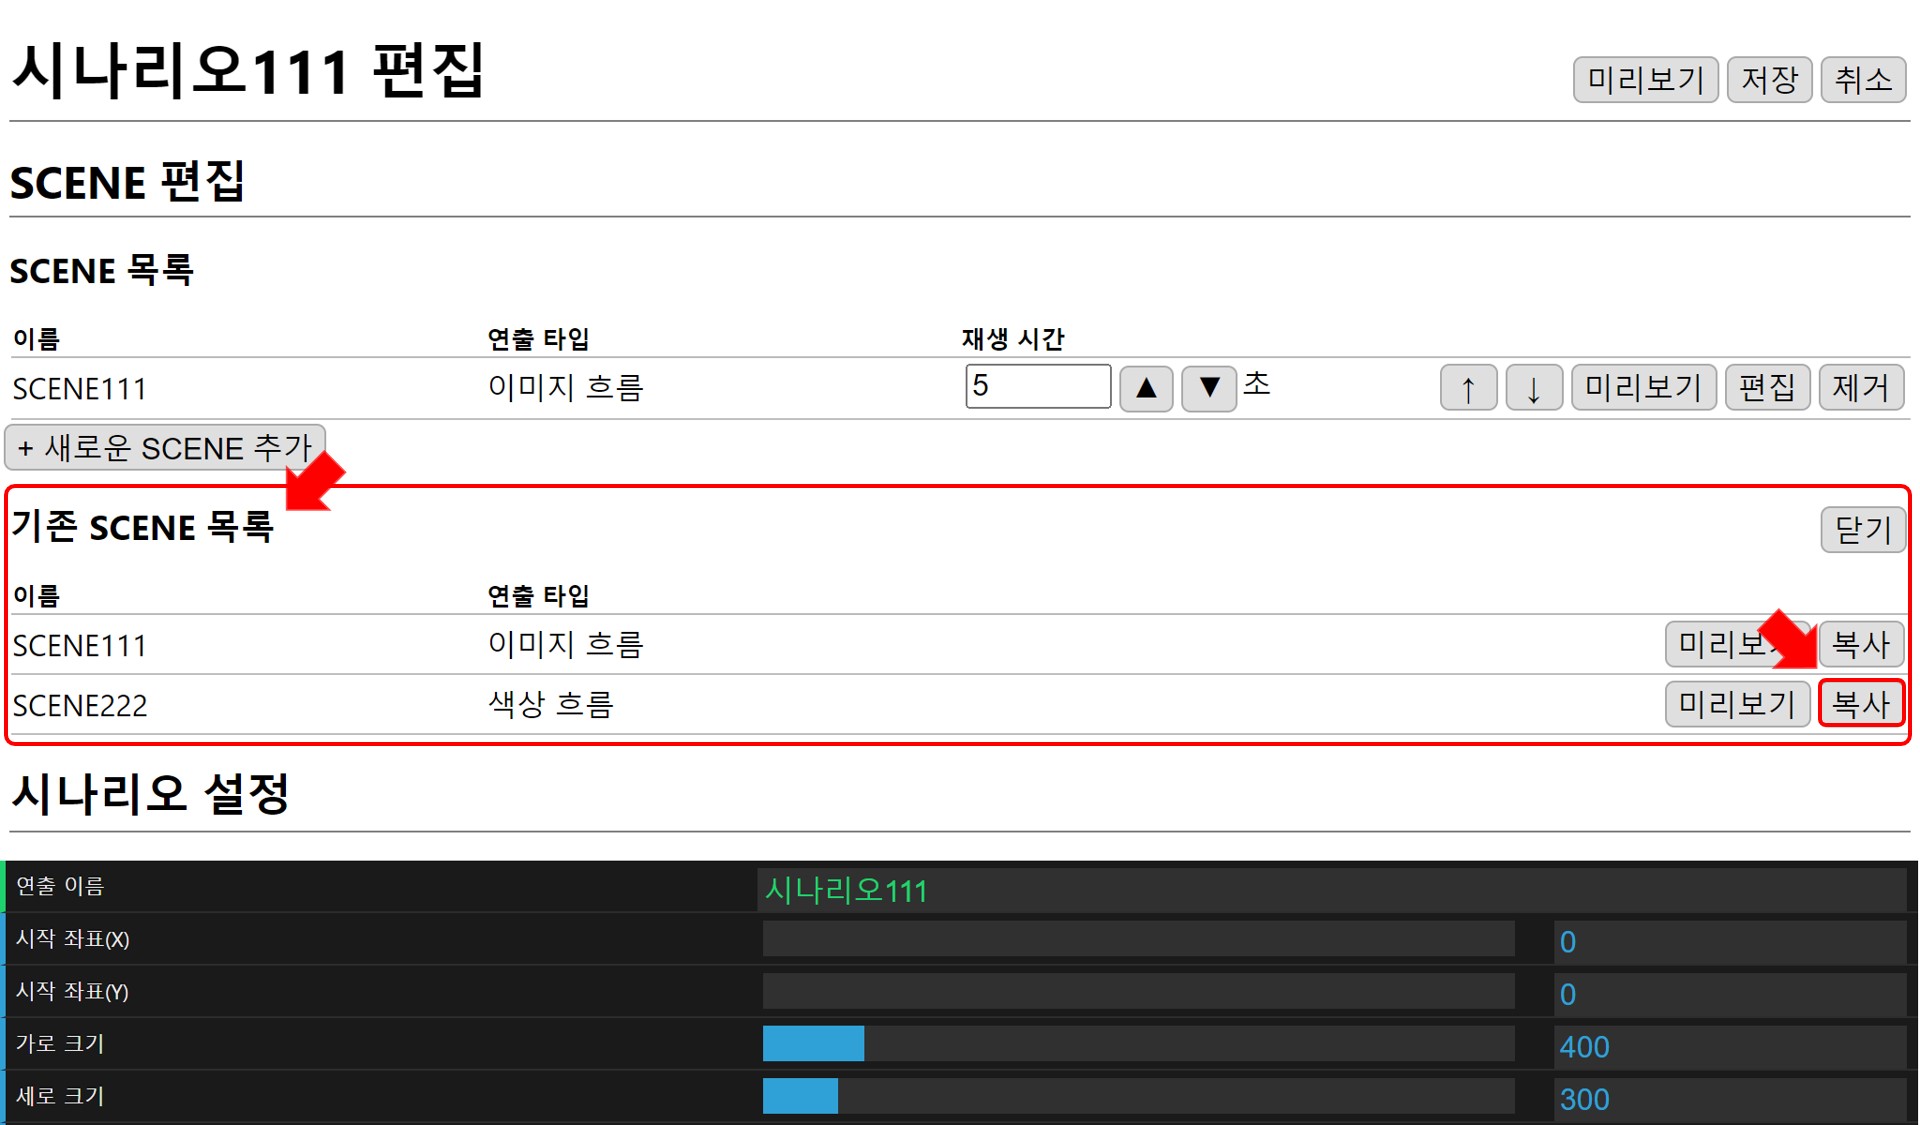 시나리오111 편집
미리보기 저장 취소
SCENE 편집
SCENE 목록
이름 연출 타입 재생 시간
SCENE111 이미지 흐름 5 ▲ ▼ 초 ↑ ↓ 미리보기 편집 제거
+ 새로운 SCENE 추가
기존 SCENE 목록 닫기
이름 연출 타입
SCENE111 이미지 흐름 미리보 복사
SCENE222 색상 흐름 미리보기 복사
시나리오 설정
연출 이름 시나리오111
시작 좌표(X) 0
시작 좌표(Y) 0
가로 크기 400
세로 크기 300